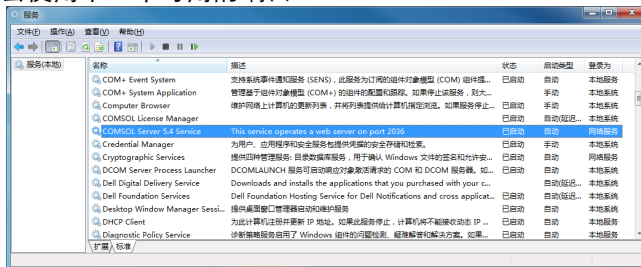 服务
文件(F) 操作(A) 查看(V) 帮助(H)
服务(本地)
名称 描述 状态 启动类型 登录为
COM+ Event System 支持系统事件通知服务 (SENS)，此服务为订阅的组件对象模型 (COM) 组件提... 已启动 自动 本地服务
COM+ System Application 管理基于组件对象模型 (COM+) 的组件的配置和跟踪。如果停止该服务，则大... 手动 本地系统
Computer Browser 维护网络上计算机的更新列表，并将列表提供给计算机指定浏览。如果服务停止... 已启动 手动 本地系统
COMSOL License Manager 已启动 自动(延迟... 本地系统
COMSOL Server 5.4 Service This service operates a web server on port 2036 已启动 自动 网络服务
Credential Manager 为用户、应用程序和安全服务包提供凭据的安全存储和检索。 已启动 手动 本地系统
Cryptographic Services 提供四种管理服务: 目录数据库服务，用于确认 Windows 文件的签名和允许安... 已启动 自动 网络服务
DCOM Server Process Launcher DCOMLAUNCH 服务可启动响应对象激活请求的 COM 和 DCOM 服务器。如... 已启动 自动 本地系统
Dell Digital Delivery Service Downloads and installs the applications that you purchased with your c... 自动(延迟... 本地系统
Dell Foundation Services Dell Foundation Hosting Service for Dell Notifications and cross applicat... 已启动 自动(延迟... 本地系统
Desktop Window Manager Sessi... 提供桌面窗口管理器启动和维护服务 已启动 自动 本地系统
DHCP Client 为此计算机注册并更新 IP 地址。如果此服务停止，计算机将不能接收动态 IP ... 已启动 自动 本地服务
Diagnostic Policy Service 诊断策略服务启用了 Windows 组件的问题检测、疑难解答和解决方案。如果... 已启动 自动 本地服务
扩展 标准